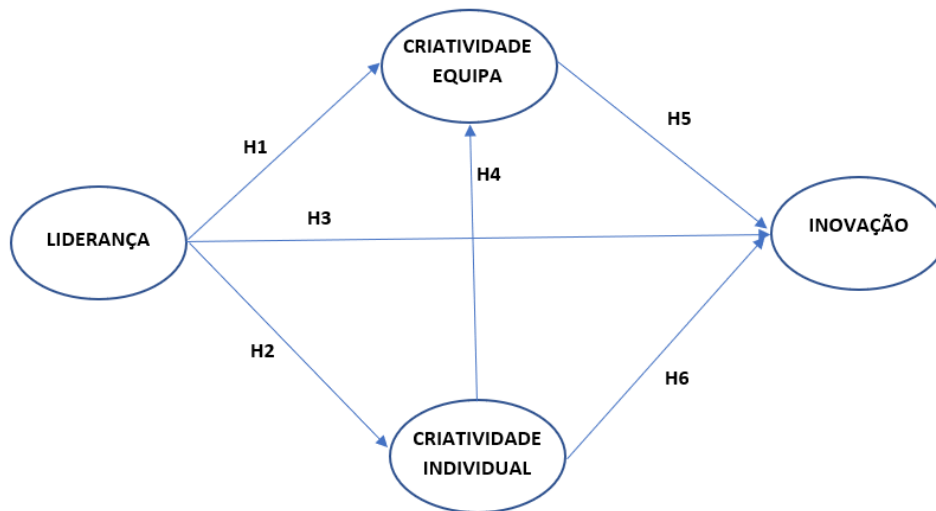 CRIATIVIDADE
EQUIPA
H1
H5
H4
LIDERANÇA
H3
INOVAÇÃO
H2
H6
CRIATIVIDADE
INDIVIDUAL